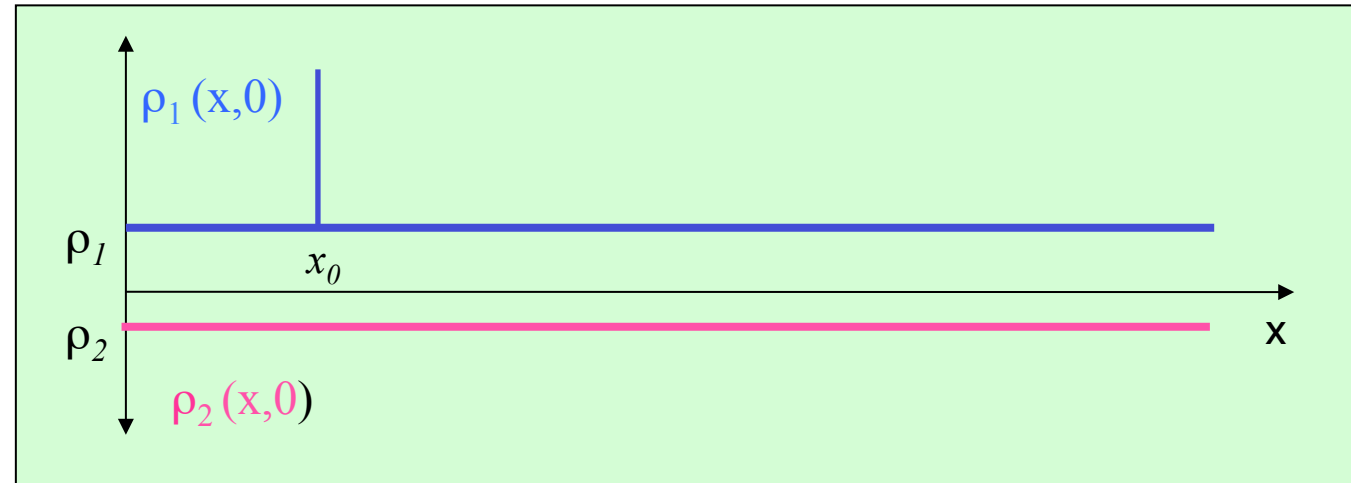 ρ₁ (x,0)
ρ₁
x₀
ρ₂
x
ρ₂ (x,0)